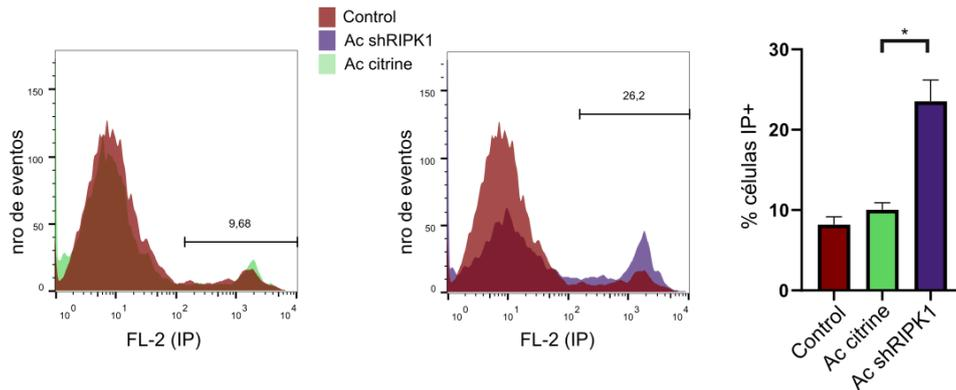 Control
Ac shRIPK1
Ac citrine
nro de eventos
150
100
50
0
9,68
10^0 10^1 10^2 10^3 10^4
FL-2 (IP)
nro de eventos
150
100
50
0
26,2
10^0 10^1 10^2 10^3 10^4
FL-2 (IP)
% células IP+
30
20
10
0
*
Control
Ac citrine
Ac shRIPK1